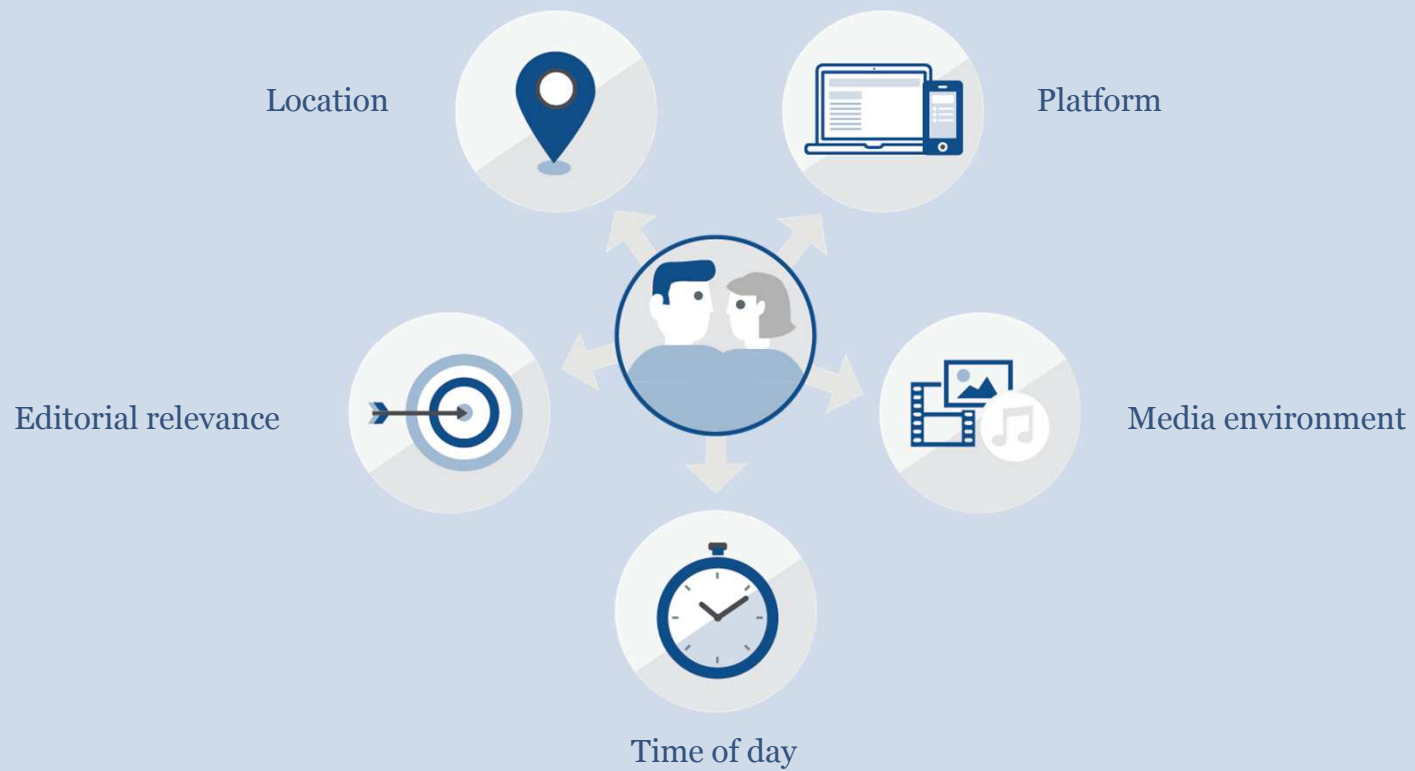 Location
Platform
Editorial relevance
Media environment
Time of day